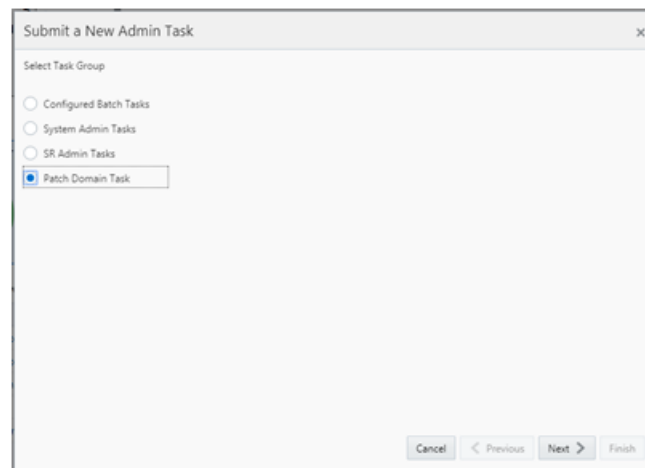 Submit a New Admin Task
Select Task Group
Configured Batch Tasks
System Admin Tasks
SR Admin Tasks
Patch Domain Task
Cancel Previous Next Finish